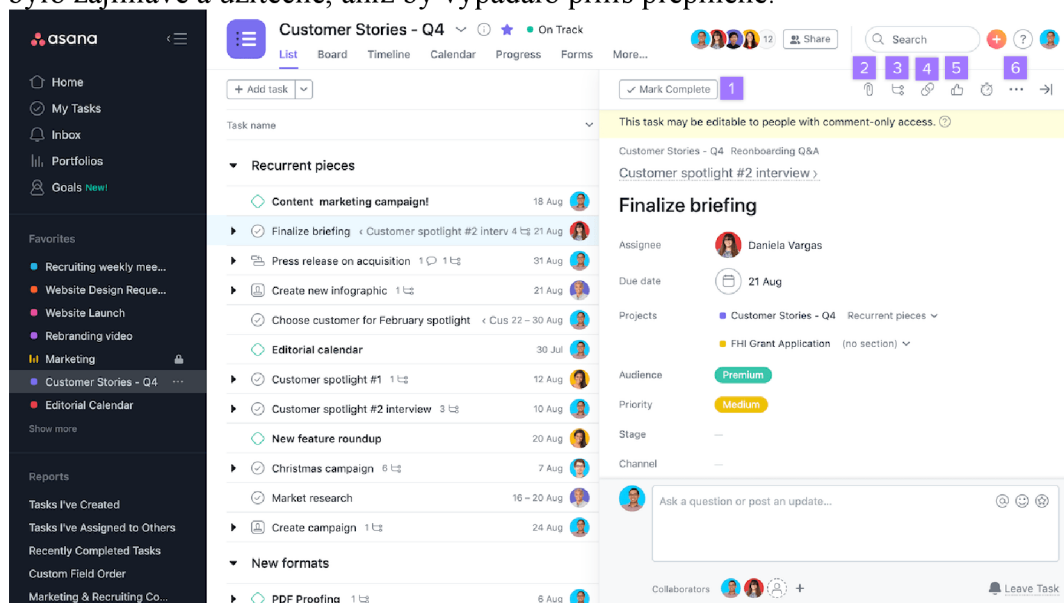 bylo zajímavé a užitečné, aniž by vypadalo příliš přeplněné.
asana
Home
My Tasks
Inbox
Portfolios
Goals New!
Favorites
Recruiting weekly mee...
Website Design Reque...
Website Launch
Rebranding video
Marketing
Customer Stories - Q4 ...
Editorial Calendar
Show more
Reports
Tasks I've Created
Tasks I've Assigned to Others
Recently Completed Tasks
Custom Field Order
Marketing & Recruiting Co...
Customer Stories - Q4 On Track
List Board Timeline Calendar Progress Forms More...
12 Share Search ?
+ Add task
Task name
Recurrent pieces
Content marketing campaign! 18 Aug
Finalize briefing ‹ Customer spotlight #2 interv 4 21 Aug
Press release on acquisition 1 1 31 Aug
Create new infographic 1 21 Aug
Choose customer for February spotlight ‹ Cus 22 – 30 Aug
Editorial calendar 30 Jul
Customer spotlight #1 1 12 Aug
Customer spotlight #2 interview 3 10 Aug
New feature roundup 20 Aug
Christmas campaign 6 7 Aug
Market research 16 – 20 Aug
Create campaign 1 24 Aug
New formats
PDF Proofing 1 6 Aug
2 3 4 5 6
✓ Mark Complete 1
This task may be editable to people with comment-only access. ?
Customer Stories - Q4 Reonboarding Q&A
Customer spotlight #2 interview ›
Finalize briefing
Assignee Daniela Vargas
Due date 21 Aug
Projects Customer Stories - Q4 Recurrent pieces
FHI Grant Application (no section)
Audience Premium
Priority Medium
Stage —
Channel —
Ask a question or post an update...
Collaborators + Leave Task